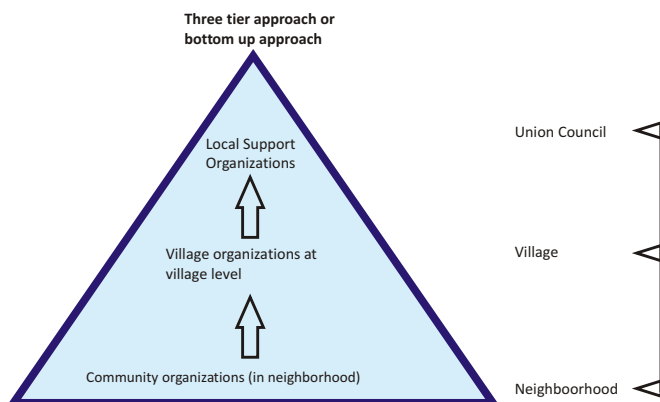 Three tier approach or
bottom up approach
Local Support
Organizations
Union Council
Village organizations at
village level
Village
Community organizations (in neighborhood)
Neighboorhood